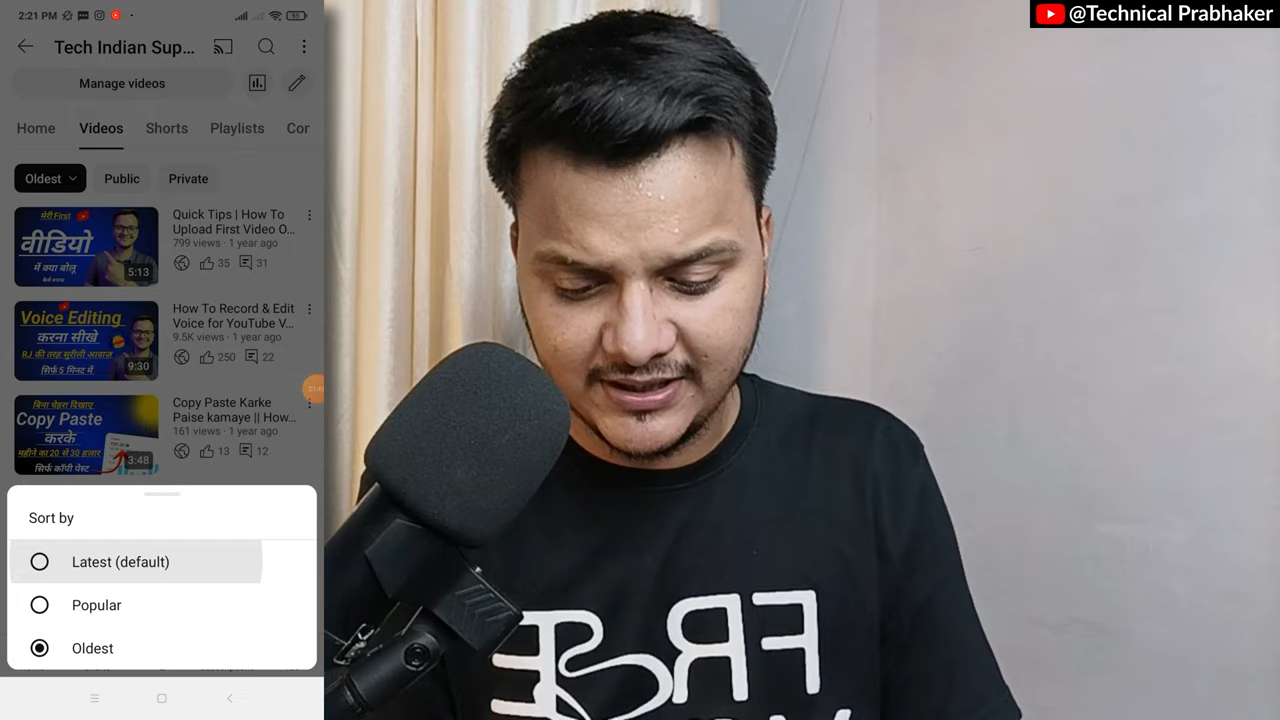 2:21 PM
55
@Technical Prabhaker
Tech Indian Sup...
Manage videos
Home
Videos
Shorts
Playlists
Cor
Oldest
Public
Private
मेरी First
वीडियो
में क्या बोलू
5:13
Quick Tips | How To
Upload First Video O...
799 views · 1 year ago
35
31
Voice Editing
करना सीखे
RJ की तरह सुरीली आवाज
सिर्फ 5 मिनट में
9:30
How To Record & Edit
Voice for YouTube V...
9.5K views · 1 year ago
250
22
बिना चेहरा दिखाए
Copy Paste
करके
महीने का 20 से 30 हजार
सिर्फ कॉपी पेस्ट
3:48
Copy Paste Karke
Paise kamaye || How...
161 views · 1 year ago
13
12
Sort by
Latest (default)
Popular
Oldest